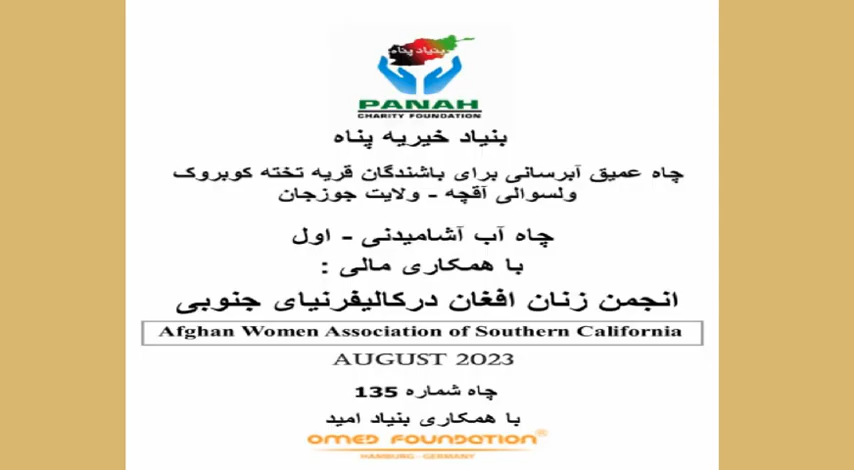 بنیاد پناه
PANAH
CHARITY FOUNDATION
بنیاد خیریه پناه
چاه عمیق آبرسانی برای باشندگان قریه تخته کوبروک
ولسوالی آقچه - ولایت جوزجان
چاه آب آشامیدنی - اول
با همکاری مالی :
انجمن زنان افغان درکالیفرنیای جنوبی
Afghan Women Association of Southern California
AUGUST 2023
چاه شماره 135
با همکاری بنیاد امید
OMED FOUNDATION®
HAMBURG - GERMANY